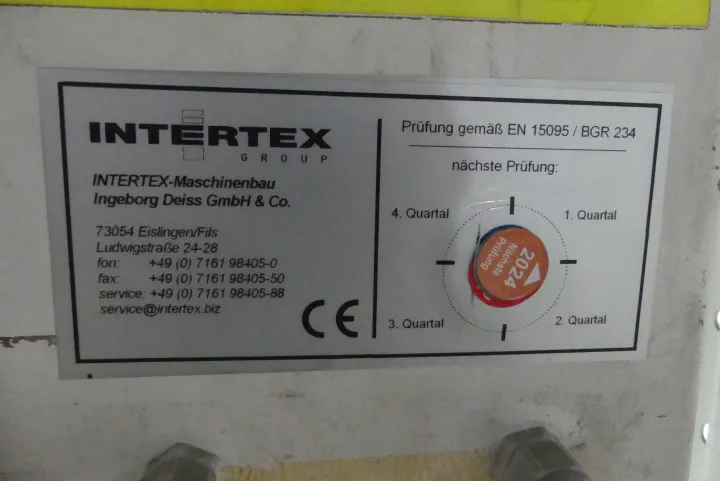 INTERTEX
GROUP
INTERTEX-Maschinenbau
Ingeborg Deiss GmbH & Co.
73054 Eislingen/Fils
Ludwigstraße 24-28
fon: +49 (0) 7161 98405-0
fax: +49 (0) 7161 98405-50
service: +49 (0) 7161 98405-88
service@intertex.biz
CE
Prüfung gemäß EN 15095 / BGR 234
nächste Prüfung:
4. Quartal
1. Quartal
2024
Nächste
Prüfung
3. Quartal
2. Quartal